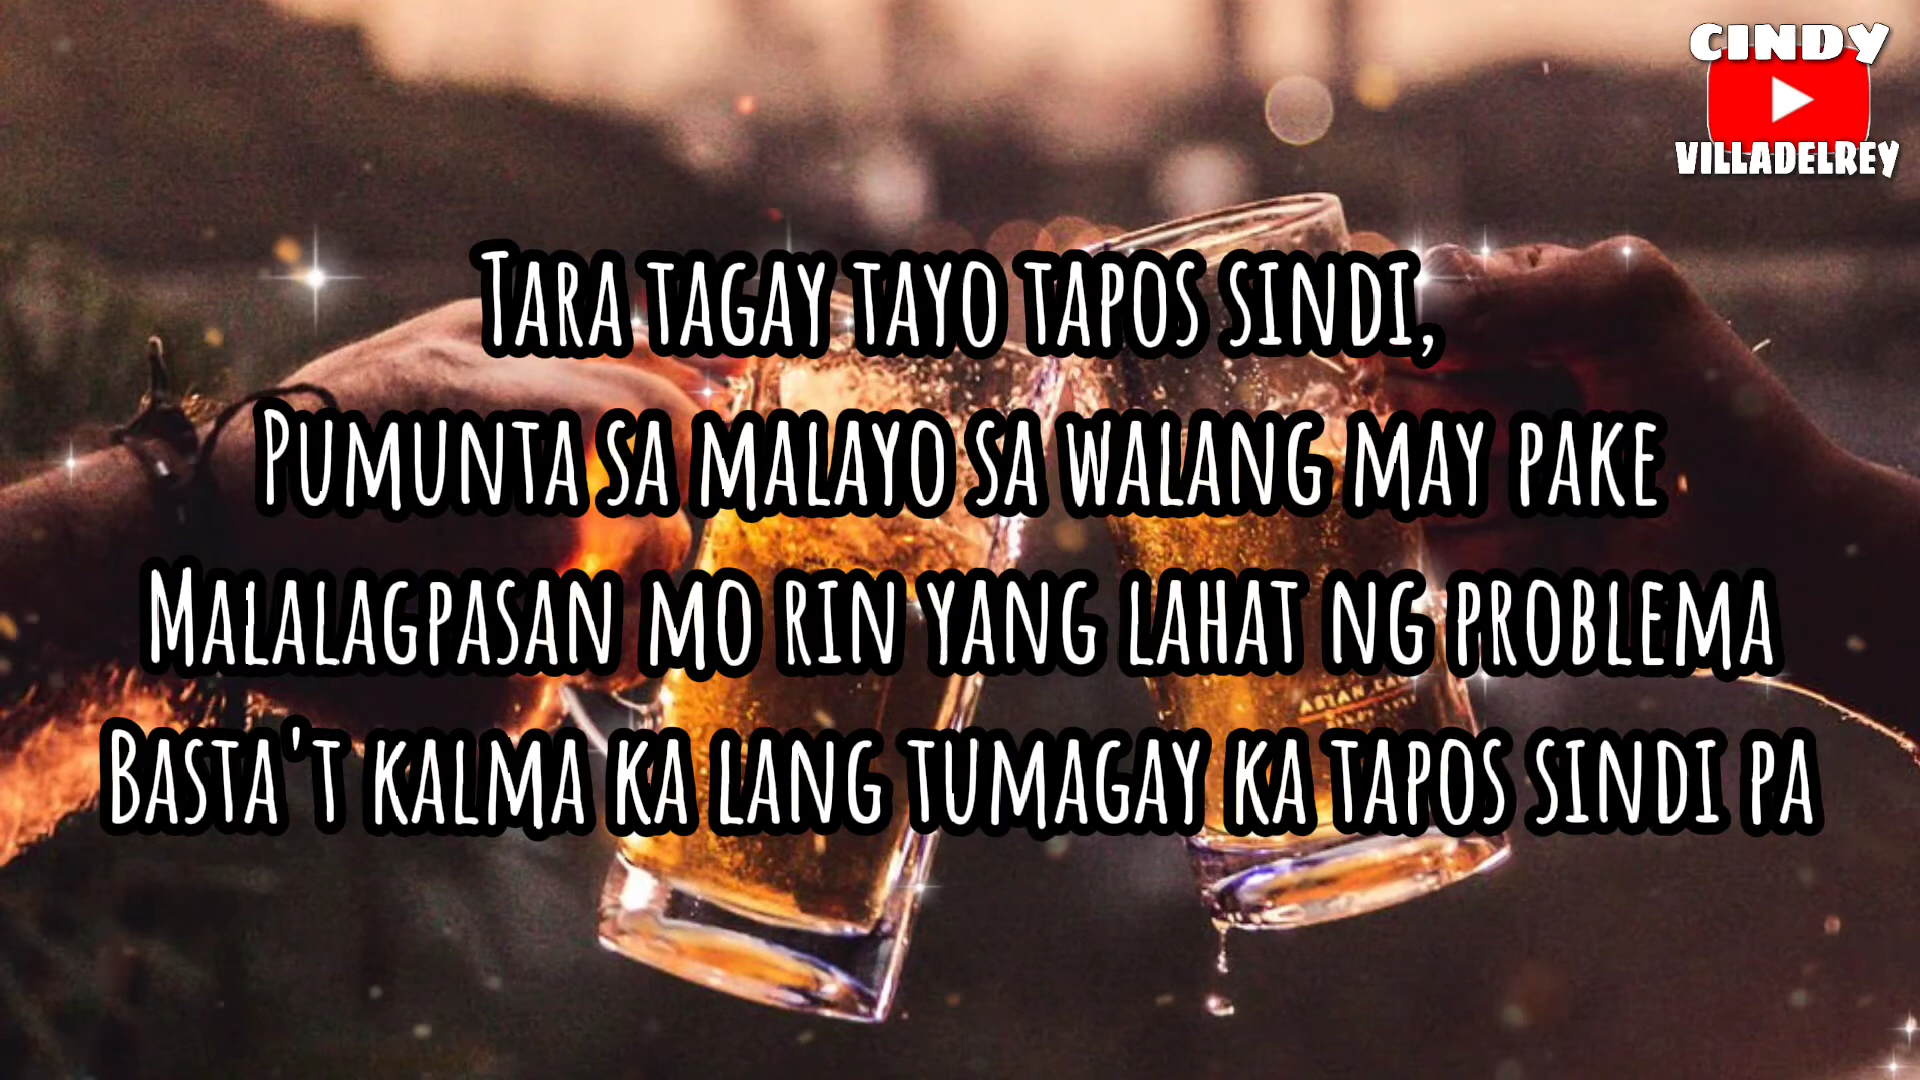 CINDY
VILLADELREY
Tara tagay tayo tapos sindi,
Pumunta sa malayo sa walang may pake
Malalagpasan mo rin yang lahat ng problema
Basta't kalma ka lang tumagay ka tapos sindi pa